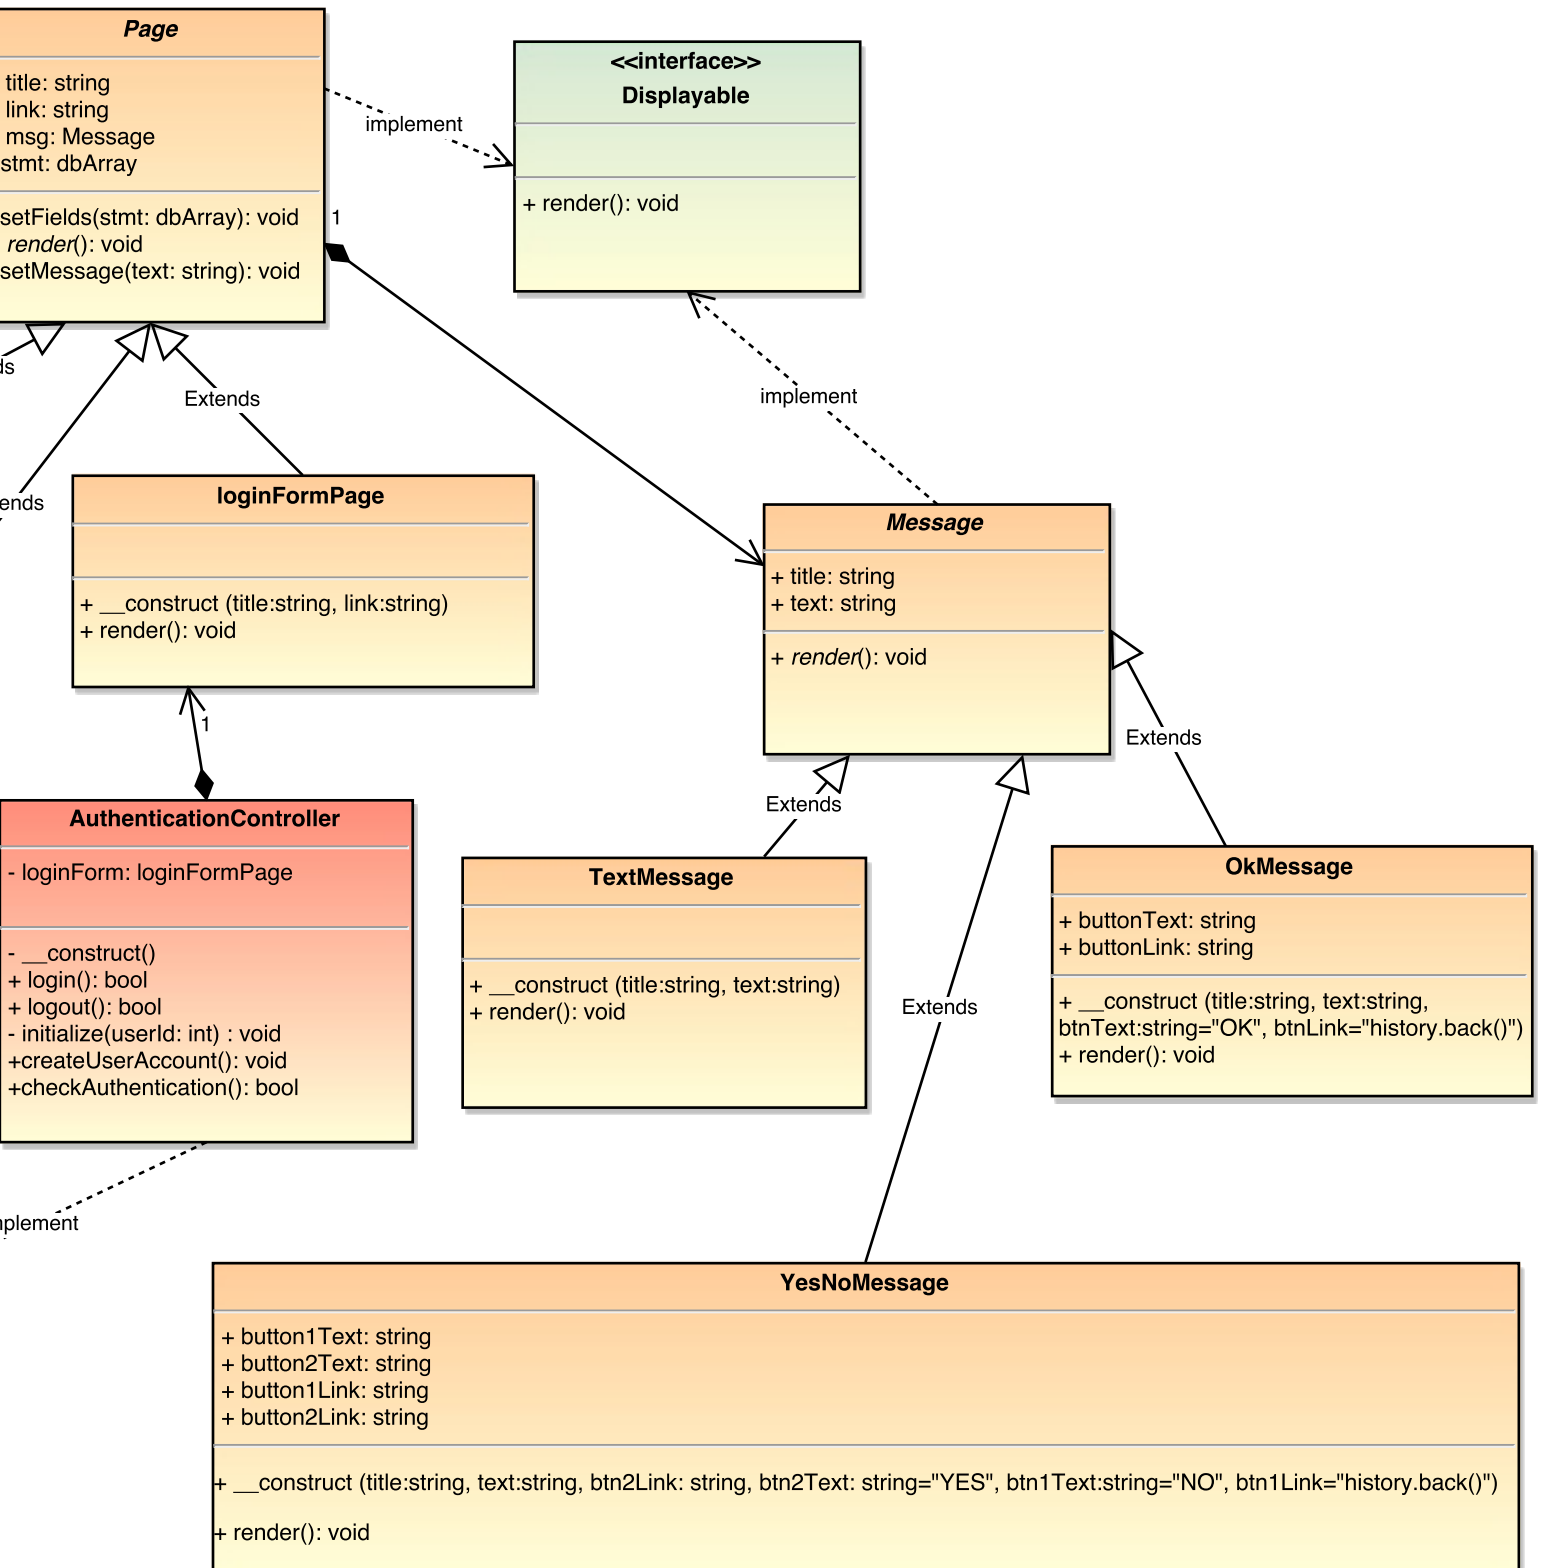 Page
title: string
link: string
msg: Message
stmt: dbArray
setFields(stmt: dbArray): void
render(): void
setMessage(text: string): void
1
implement
<<interface>>
Displayable
+ render(): void
implement
ds
Extends
ends
loginFormPage
+ __construct (title:string, link:string)
+ render(): void
1
Message
+ title: string
+ text: string
+ render(): void
Extends
Extends
Extends
AuthenticationController
- loginForm: loginFormPage
- __construct()
+ login(): bool
+ logout(): bool
- initialize(userId: int) : void
+createUserAccount(): void
+checkAuthentication(): bool
nplement
TextMessage
+ __construct (title:string, text:string)
+ render(): void
OkMessage
+ buttonText: string
+ buttonLink: string
+ __construct (title:string, text:string,
btnText:string="OK", btnLink="history.back()")
+ render(): void
YesNoMessage
+ button1Text: string
+ button2Text: string
+ button1Link: string
+ button2Link: string
+ __construct (title:string, text:string, btn2Link: string, btn2Text: string="YES", btn1Text:string="NO", btn1Link="history.back()")
+ render(): void